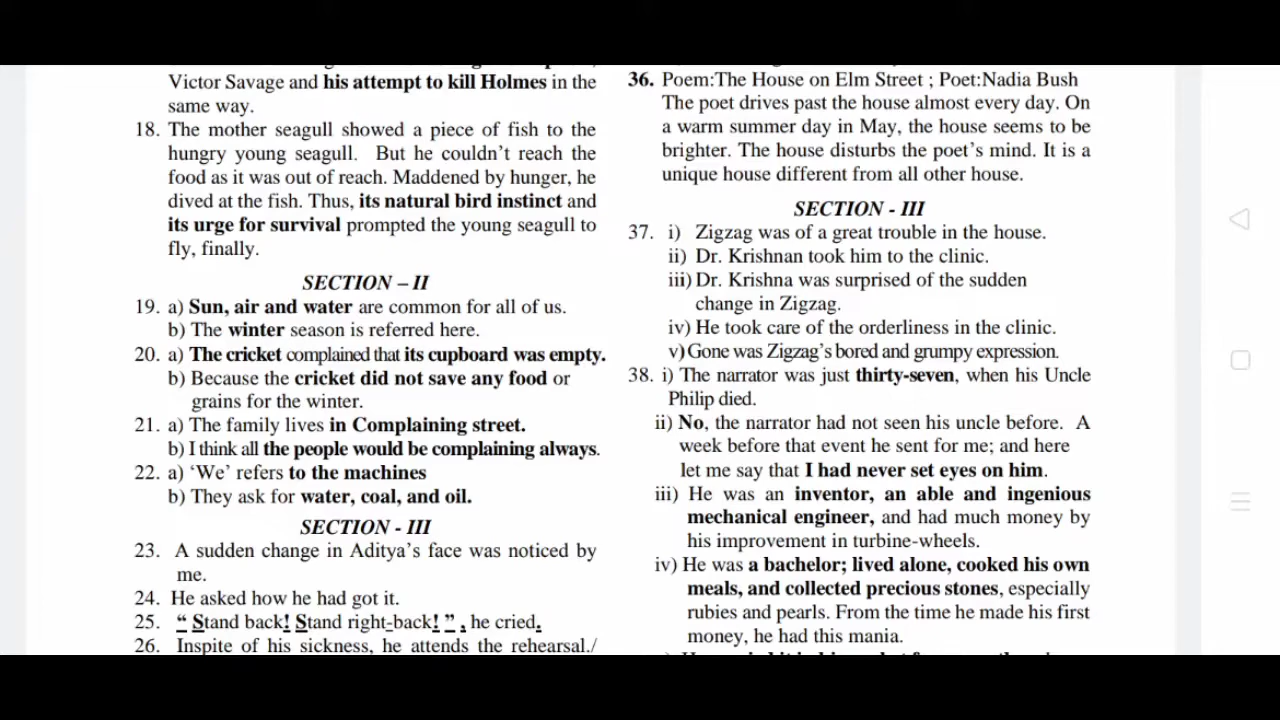 Victor Savage and his attempt to kill Holmes in the
same way.
18. The mother seagull showed a piece of fish to the
hungry young seagull. But he couldn't reach the
food as it was out of reach. Maddened by hunger, he
dived at the fish. Thus, its natural bird instinct and
its urge for survival prompted the young seagull to
fly, finally.
SECTION – II
19. a) Sun, air and water are common for all of us.
b) The winter season is referred here.
20. a) The cricket complained that its cupboard was empty.
b) Because the cricket did not save any food or
grains for the winter.
21. a) The family lives in Complaining street.
b) I think all the people would be complaining always.
22. a) ‘We’ refers to the machines
b) They ask for water, coal, and oil.
SECTION - III
23. A sudden change in Aditya’s face was noticed by
me.
24. He asked how he had got it.
25. “ Stand back! Stand right-back! ” , he cried.
26. Inspite of his sickness, he attends the rehearsal./
36. Poem:The House on Elm Street ; Poet:Nadia Bush
The poet drives past the house almost every day. On
a warm summer day in May, the house seems to be
brighter. The house disturbs the poet’s mind. It is a
unique house different from all other house.
SECTION - III
37. i) Zigzag was of a great trouble in the house.
ii) Dr. Krishnan took him to the clinic.
iii) Dr. Krishna was surprised of the sudden
change in Zigzag.
iv) He took care of the orderliness in the clinic.
v) Gone was Zigzag’s bored and grumpy expression.
38. i) The narrator was just thirty-seven, when his Uncle
Philip died.
ii) No, the narrator had not seen his uncle before. A
week before that event he sent for me; and here
let me say that I had never set eyes on him.
iii) He was an inventor, an able and ingenious
mechanical engineer, and had much money by
his improvement in turbine-wheels.
iv) He was a bachelor; lived alone, cooked his own
meals, and collected precious stones, especially
rubies and pearls. From the time he made his first
money, he had this mania.